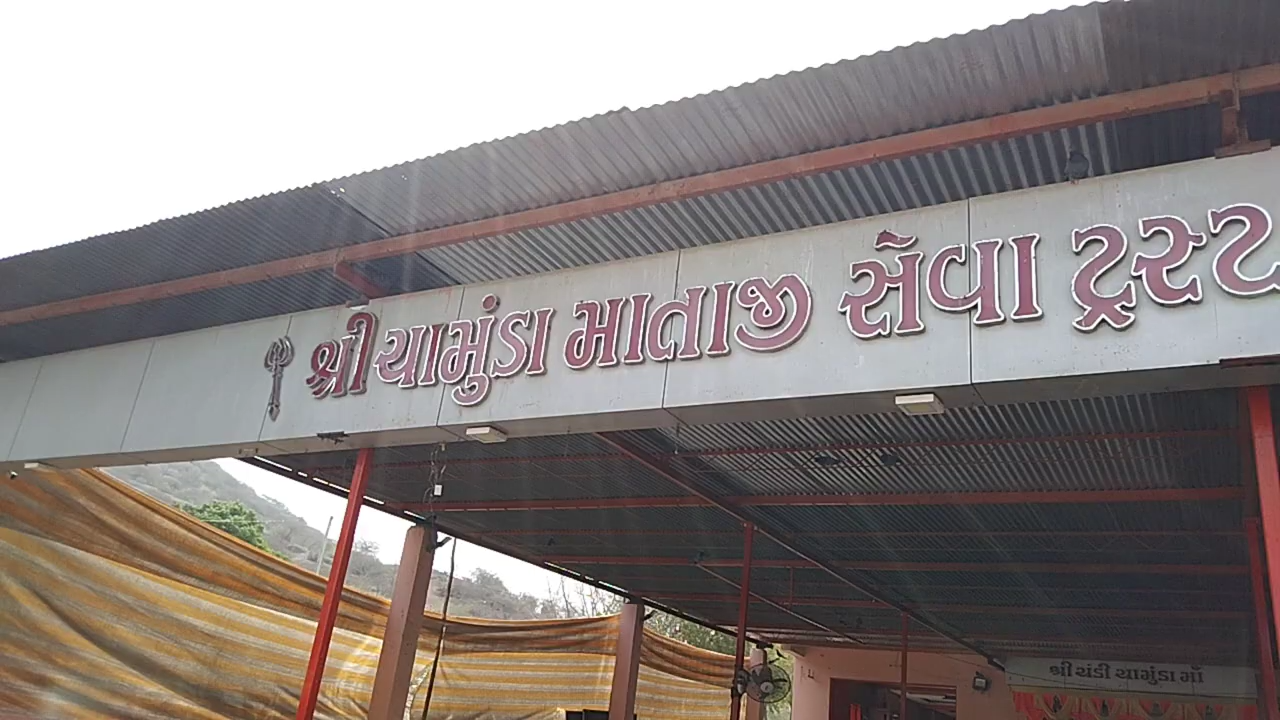 શ્રી ચામુંડા માતાજી સેવા ટ્રસ્ટ
શ્રી ચંડી ચામુંડા માઁ